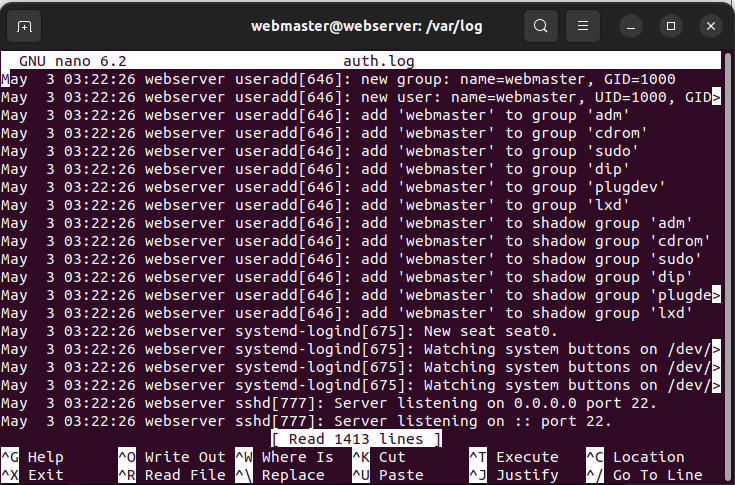 webmaster@webserver: /var/log
GNU nano 6.2 auth.log
May  3 03:22:26 webserver useradd[646]: new group: name=webmaster, GID=1000
May  3 03:22:26 webserver useradd[646]: new user: name=webmaster, UID=1000, GID>
May  3 03:22:26 webserver useradd[646]: add 'webmaster' to group 'adm'
May  3 03:22:26 webserver useradd[646]: add 'webmaster' to group 'cdrom'
May  3 03:22:26 webserver useradd[646]: add 'webmaster' to group 'sudo'
May  3 03:22:26 webserver useradd[646]: add 'webmaster' to group 'dip'
May  3 03:22:26 webserver useradd[646]: add 'webmaster' to group 'plugdev'
May  3 03:22:26 webserver useradd[646]: add 'webmaster' to group 'lxd'
May  3 03:22:26 webserver useradd[646]: add 'webmaster' to shadow group 'adm'
May  3 03:22:26 webserver useradd[646]: add 'webmaster' to shadow group 'cdrom'
May  3 03:22:26 webserver useradd[646]: add 'webmaster' to shadow group 'sudo'
May  3 03:22:26 webserver useradd[646]: add 'webmaster' to shadow group 'dip'
May  3 03:22:26 webserver useradd[646]: add 'webmaster' to shadow group 'plugde>
May  3 03:22:26 webserver useradd[646]: add 'webmaster' to shadow group 'lxd'
May  3 03:22:26 webserver systemd-logind[675]: New seat seat0.
May  3 03:22:26 webserver systemd-logind[675]: Watching system buttons on /dev/>
May  3 03:22:26 webserver systemd-logind[675]: Watching system buttons on /dev/>
May  3 03:22:26 webserver systemd-logind[675]: Watching system buttons on /dev/>
May  3 03:22:26 webserver sshd[777]: Server listening on 0.0.0.0 port 22.
May  3 03:22:26 webserver sshd[777]: Server listening on :: port 22.
[ Read 1413 lines ]
^G Help ^O Write Out ^W Where Is ^K Cut ^T Execute ^C Location
^X Exit ^R Read File ^\ Replace ^U Paste ^J Justify ^/ Go To Line